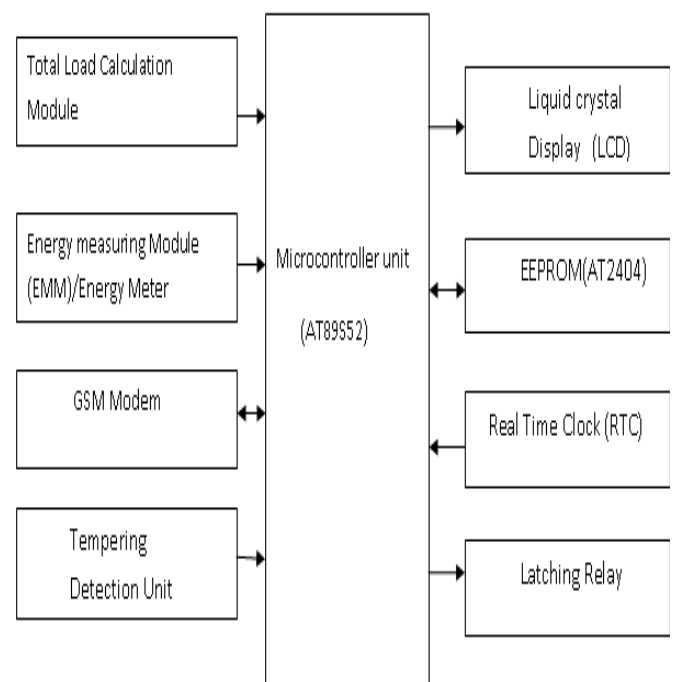 Total Load Calculation
Module
Energy measuring Module
(EMM)/Energy Meter
GSM Modem
Tempering
Detection Unit
Microcontroller unit
(AT89S52)
Liquid crystal
Display (LCD)
EEPROM(AT2404)
Real Time Clock (RTC)
Latching Relay